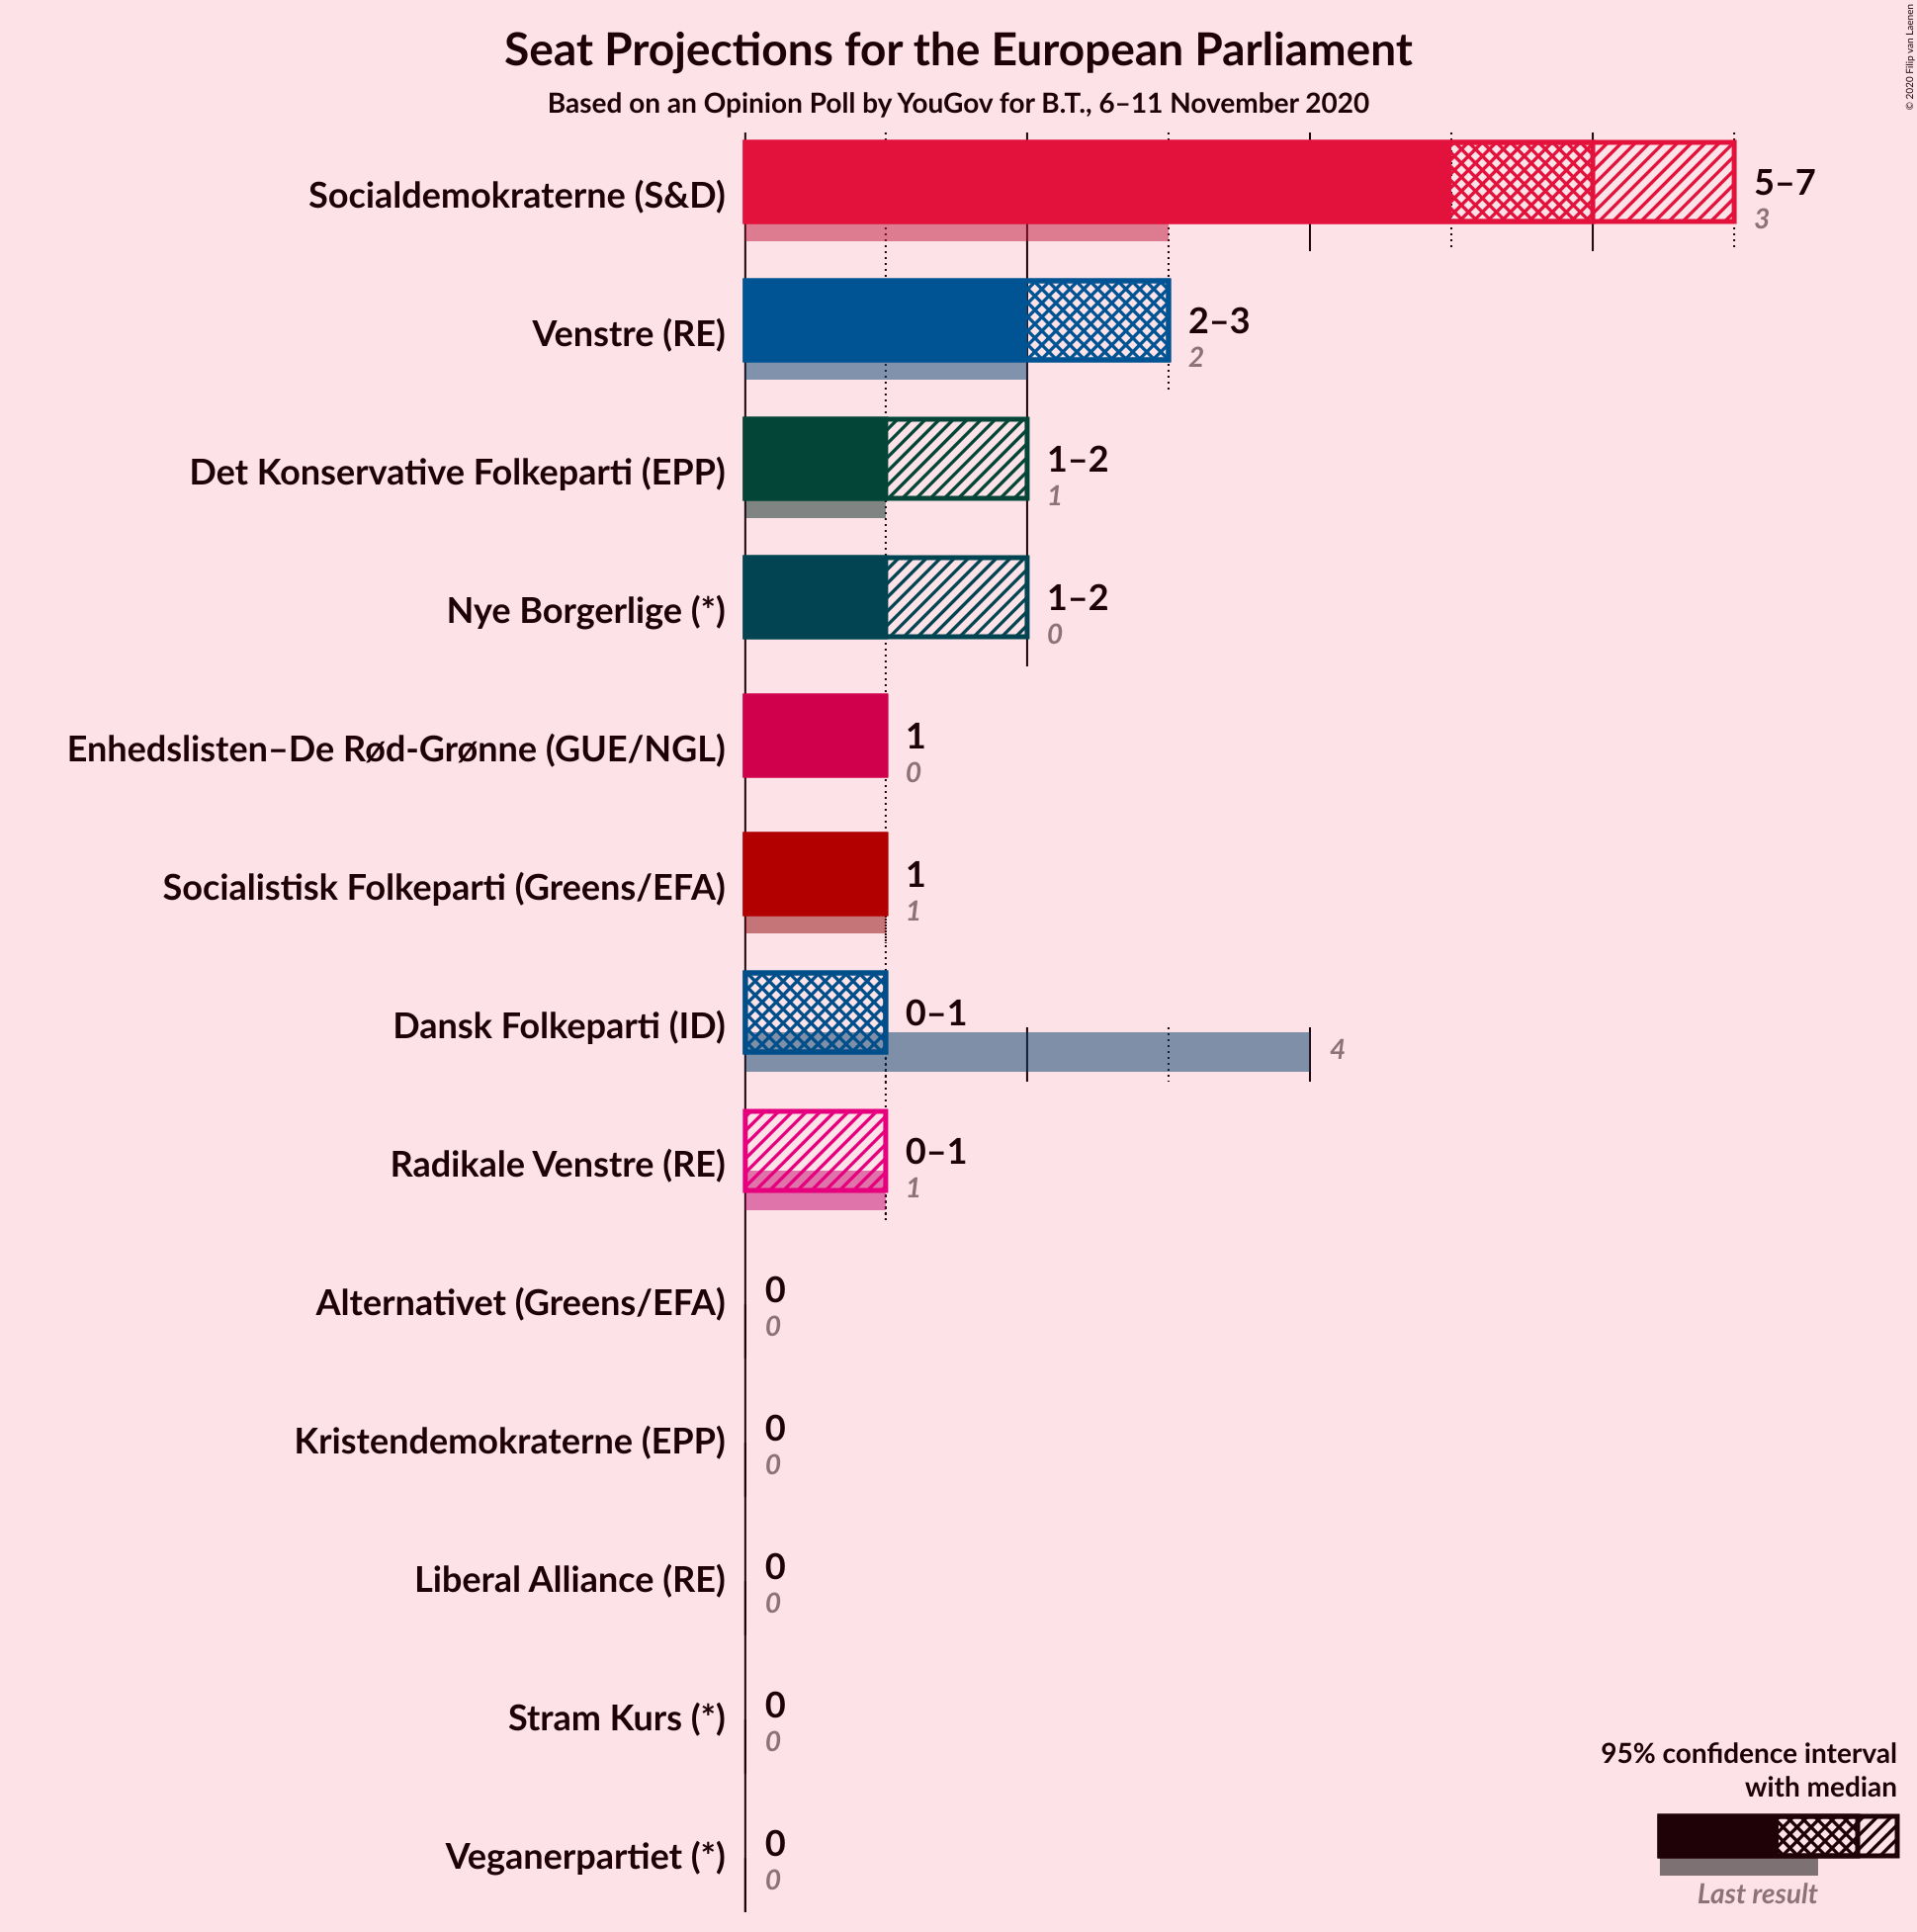 Seat Projections for the European Parliament
Based on an Opinion Poll by YouGov for B.T., 6–11 November 2020
© 2020 Filip van Laenen
Socialdemokraterne (S&D)
5–7
3
Venstre (RE)
2–3
2
Det Konservative Folkeparti (EPP)
1–2
1
Nye Borgerlige (*)
1–2
0
Enhedslisten–De Rød-Grønne (GUE/NGL)
1
0
Socialistisk Folkeparti (Greens/EFA)
1
1
Dansk Folkeparti (ID)
0–1
4
Radikale Venstre (RE)
0–1
1
Alternativet (Greens/EFA)
0
0
Kristendemokraterne (EPP)
0
0
Liberal Alliance (RE)
0
0
Stram Kurs (*)
0
0
Veganerpartiet (*)
0
0
95% confidence interval
with median
Last result